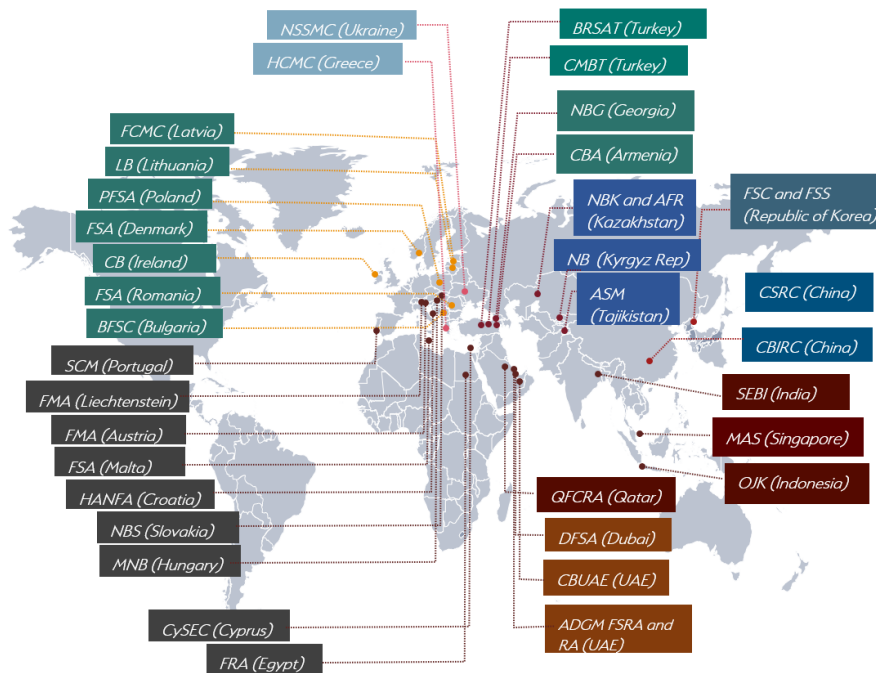 NSSMC (Ukraine)
HCMC (Greece)
BRSAT (Turkey)
CMBT (Turkey)
NBG (Georgia)
CBA (Armenia)
FCMC (Latvia)
LB (Lithuania)
PFSA (Poland)
FSA (Denmark)
CB (Ireland)
FSA (Romania)
BFSC (Bulgaria)
NBK and AFR
(Kazakhstan)
NB (Kyrgyz Rep)
ASM
(Tajikistan)
FSC and FSS
(Republic of Korea)
CSRC (China)
CBIRC (China)
SCM (Portugal)
FMA (Liechtenstein)
FMA (Austria)
FSA (Malta)
HANFA (Croatia)
NBS (Slovakia)
MNB (Hungary)
CySEC (Cyprus)
FRA (Egypt)
SEBI (India)
MAS (Singapore)
OJK (Indonesia)
QFCRA (Qatar)
DFSA (Dubai)
CBUAE (UAE)
ADGM FSRA and
RA (UAE)